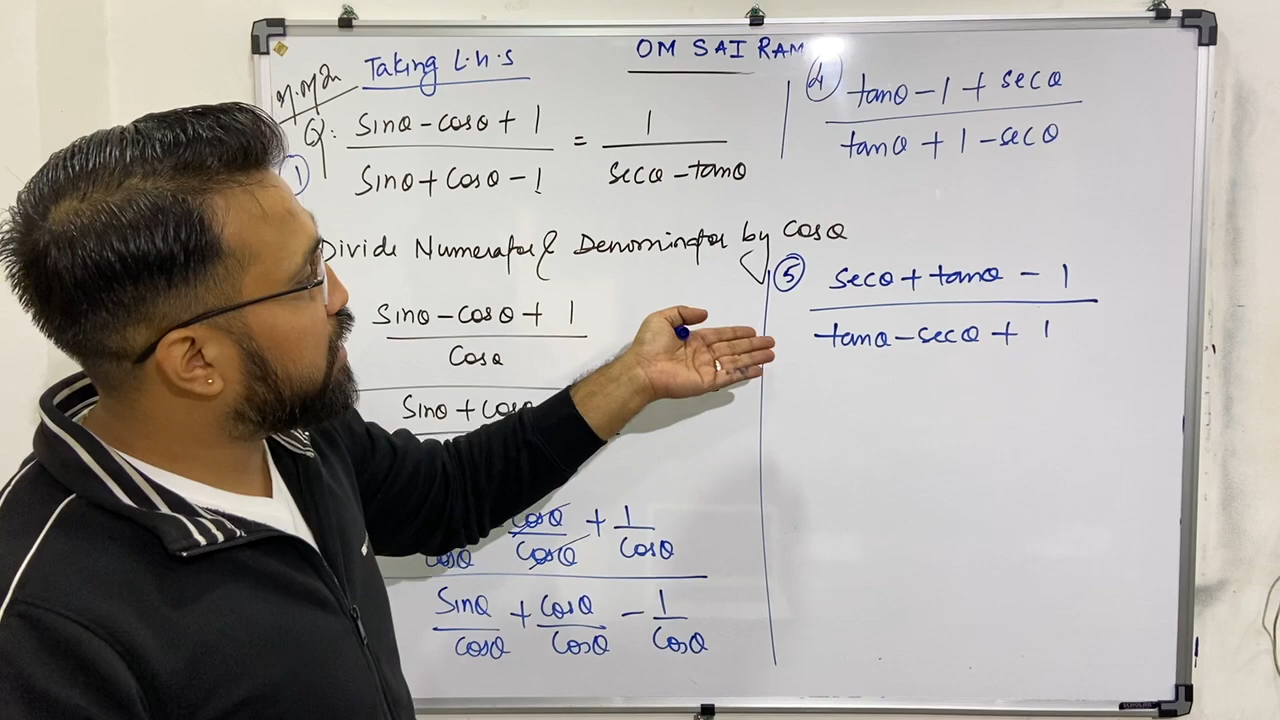 OM SAI RAM
Taking L.H.S
Q: sinθ - cosθ + 1 / sinθ + cosθ - 1 = 1 / secθ - tanθ
①
Divide Numerator & Denominator by cosθ
sinθ - cosθ + 1
cosθ
sinθ + cosθ
cosθ cosθ/cosθ + 1/cosθ
sinθ/cosθ + cosθ/cosθ - 1/cosθ
④ tanθ - 1 + secθ
tanθ + 1 - secθ
⑤ secθ + tanθ - 1
tanθ - secθ + 1